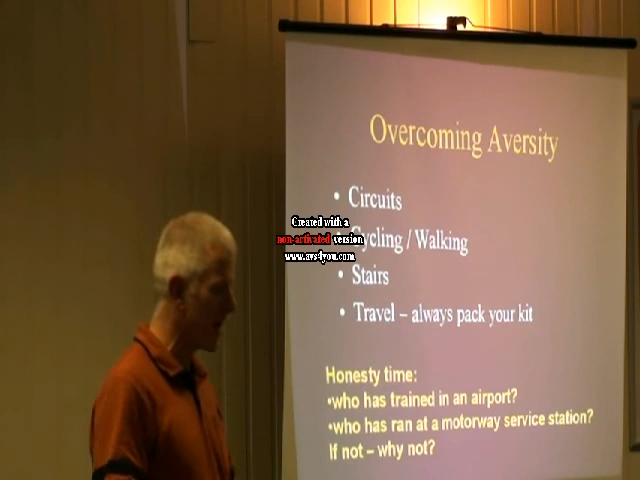 Overcoming Aversity
• Circuits
• Cycling / Walking
• Stairs
• Travel – always pack your kit
Honesty time:
•who has trained in an airport?
•who has ran at a motorway service station?
If not – why not?
Created with a
non-activated version
www.avs4you.com